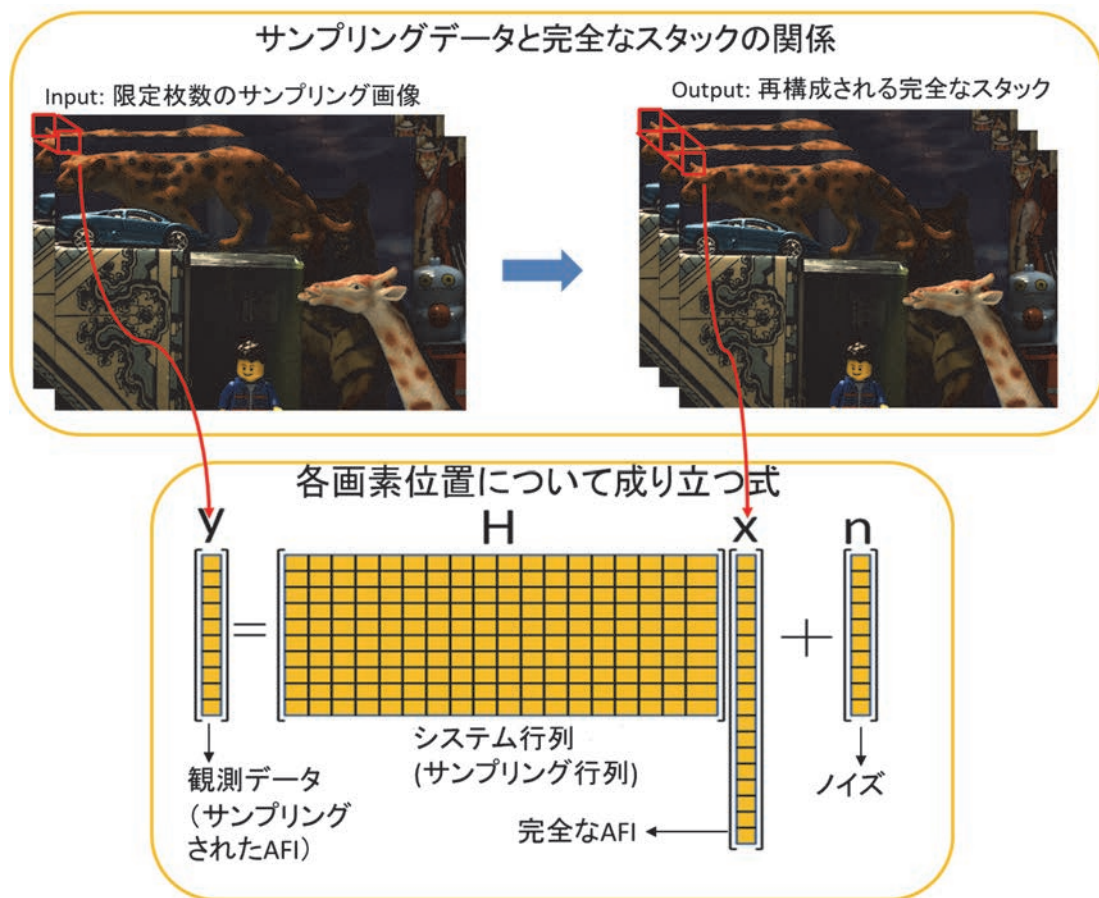 サンプリングデータと完全なスタックの関係
Input: 限定枚数のサンプリング画像
Output: 再構成される完全なスタック
各画素位置について成り立つ式
y
=
H
x
+
n
観測データ
(サンプリング
されたAFI)
システム行列
(サンプリング行列)
完全なAFI
ノイズ